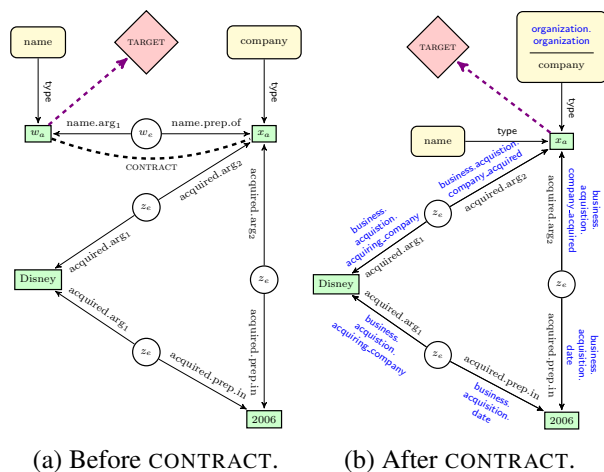 name
TARGET
company
type
type
w_a
name.arg₁
w_e
name.prep.of
x_a
CONTRACT
acquired.arg₂
z_e
acquired.arg₁
acquired.arg₂
Disney
z_e
acquired.arg₁
z_e
acquired.prep.in
acquired.prep.in
2006
(a) Before CONTRACT.
TARGET
organization.
organization
company
type
name
type
x_a
business.acquistion.
company_acquired
acquired.arg₂
z_e
business.
acquistion.
acquiring_company
acquired.arg₁
acquired.arg₂
business.
acquistion.
company_acquired
Disney
z_e
acquired.arg₁
business.
acquistion.
acquiring_company
z_e
acquired.prep.in
business.
acquisition.
date
acquired.prep.in
business.
acquisition.
date
2006
(b) After CONTRACT.